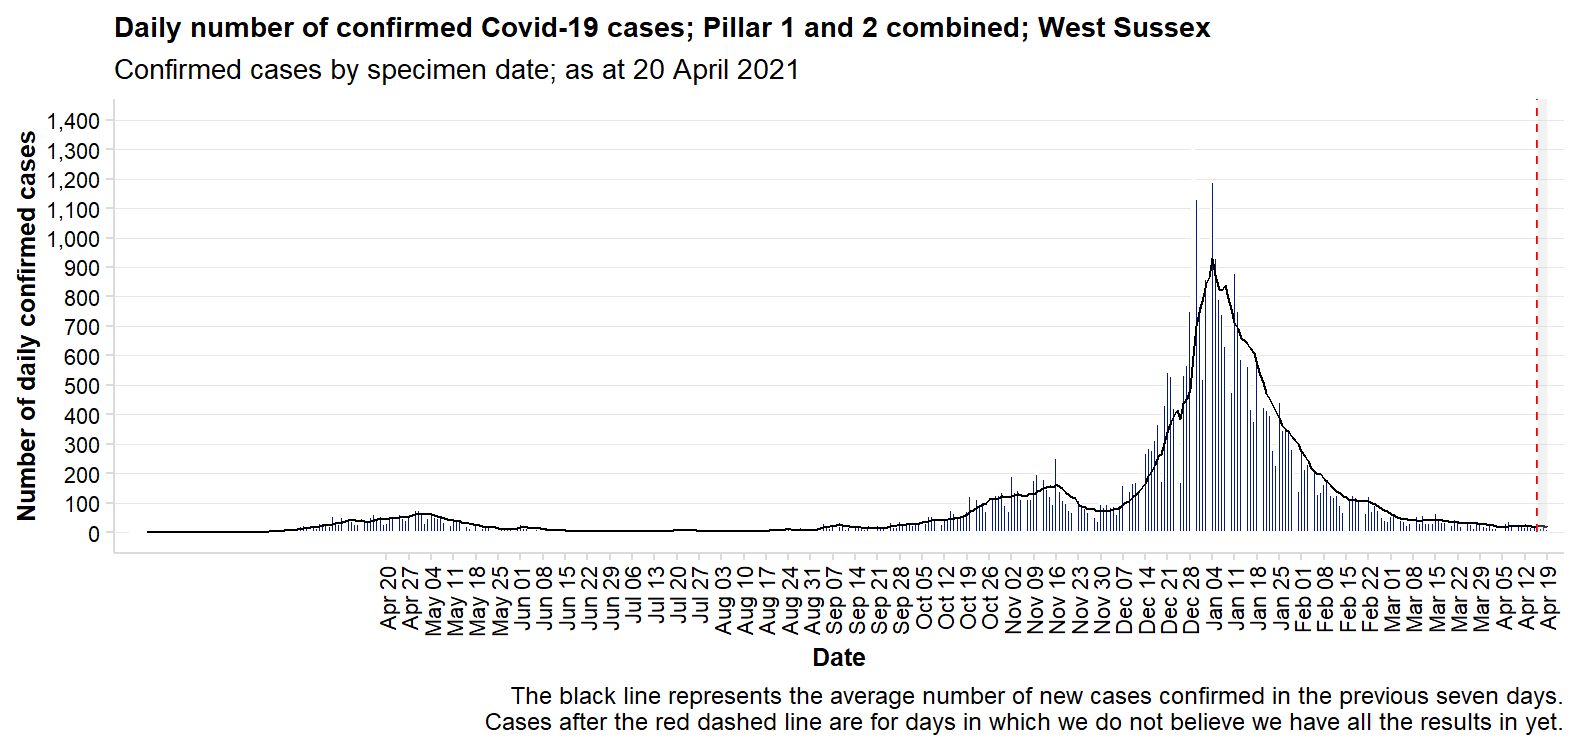 Daily number of confirmed Covid-19 cases; Pillar 1 and 2 combined; West Sussex
Confirmed cases by specimen date; as at 20 April 2021
Number of daily confirmed cases
1,400
1,300
1,200
1,100
1,000
900
800
700
600
500
400
300
200
100
0
Apr 20
Apr 27
May 04
May 11
May 18
May 25
Jun 01
Jun 08
Jun 15
Jun 22
Jun 29
Jul 06
Jul 13
Jul 20
Jul 27
Aug 03
Aug 10
Aug 17
Aug 24
Aug 31
Sep 07
Sep 14
Sep 21
Sep 28
Oct 05
Oct 12
Oct 19
Oct 26
Nov 02
Nov 09
Nov 16
Nov 23
Nov 30
Dec 07
Dec 14
Dec 21
Dec 28
Jan 04
Jan 11
Jan 18
Jan 25
Feb 01
Feb 08
Feb 15
Feb 22
Mar 01
Mar 08
Mar 15
Mar 22
Mar 29
Apr 05
Apr 12
Apr 19
Date
The black line represents the average number of new cases confirmed in the previous seven days.
Cases after the red dashed line are for days in which we do not believe we have all the results in yet.